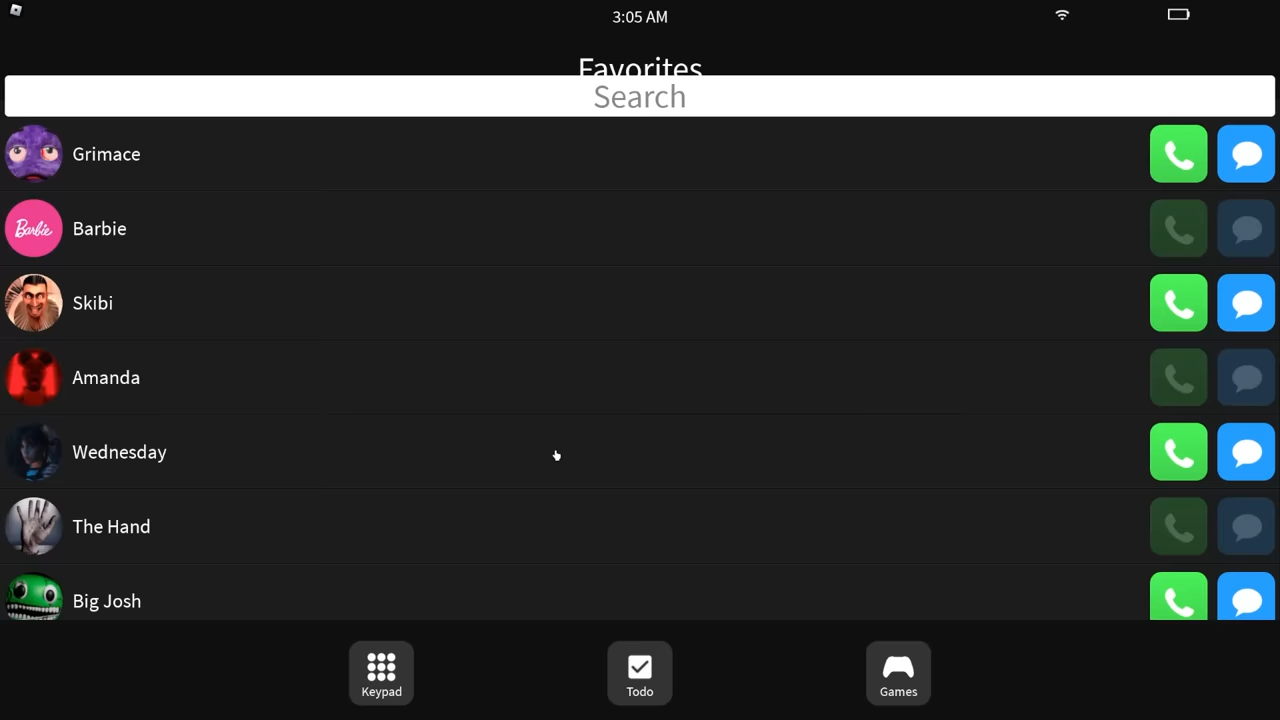 3:05 AM
Favorites
Search
Grimace
Barbie
Barbie
Skibi
Amanda
Wednesday
The Hand
Big Josh
Keypad
Todo
Games